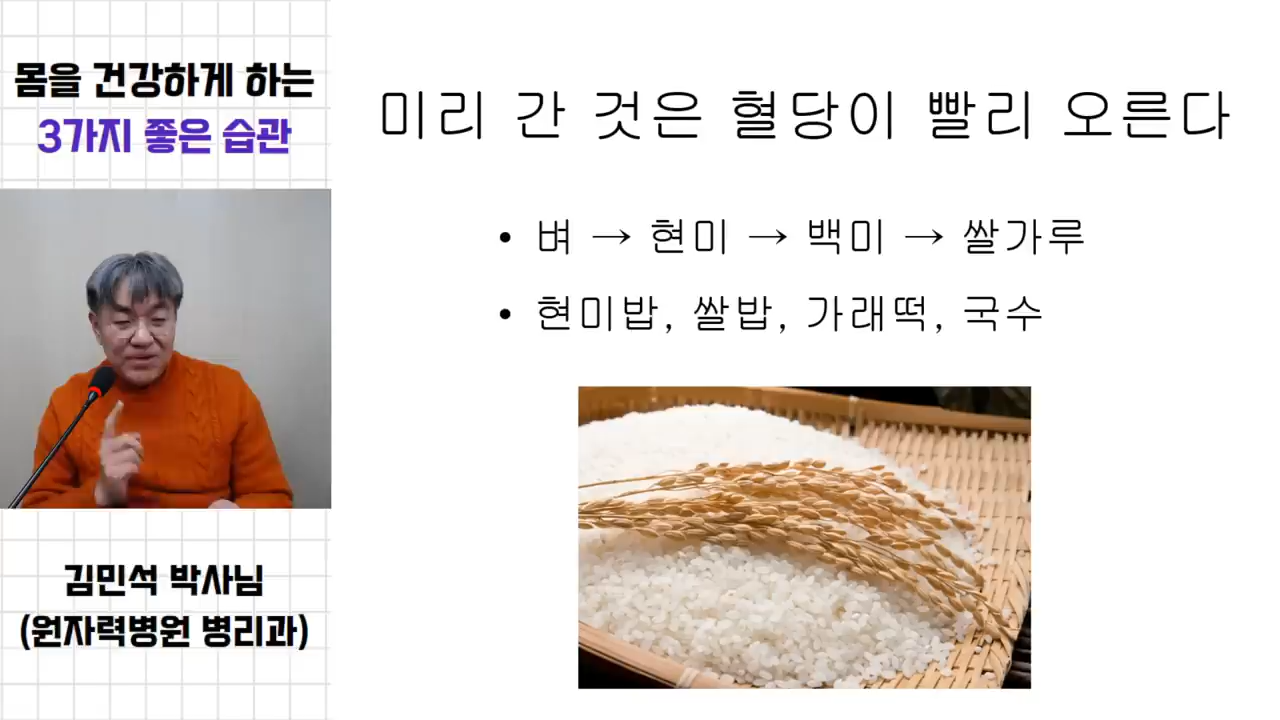 몸을 건강하게 하는
3가지 좋은 습관
김민석 박사님
(원자력병원 병리과)
미리 간 것은 혈당이 빨리 오른다
• 벼 → 현미 → 백미 → 쌀가루
• 현미밥, 쌀밥, 가래떡, 국수